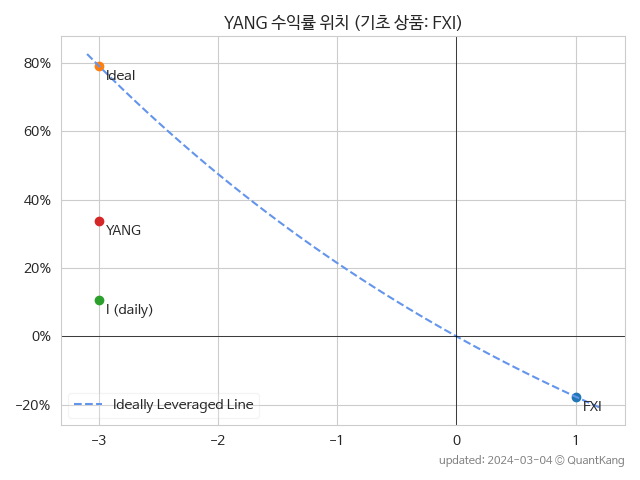 YANG 수익률 위치 (기초 상품: FXI)
80%
Ideal
60%
40%
YANG
20%
I (daily)
0%
-20%
Ideally Leveraged Line
FXI
-3
-2
-1
0
1
updated: 2024-03-04 © QuantKang